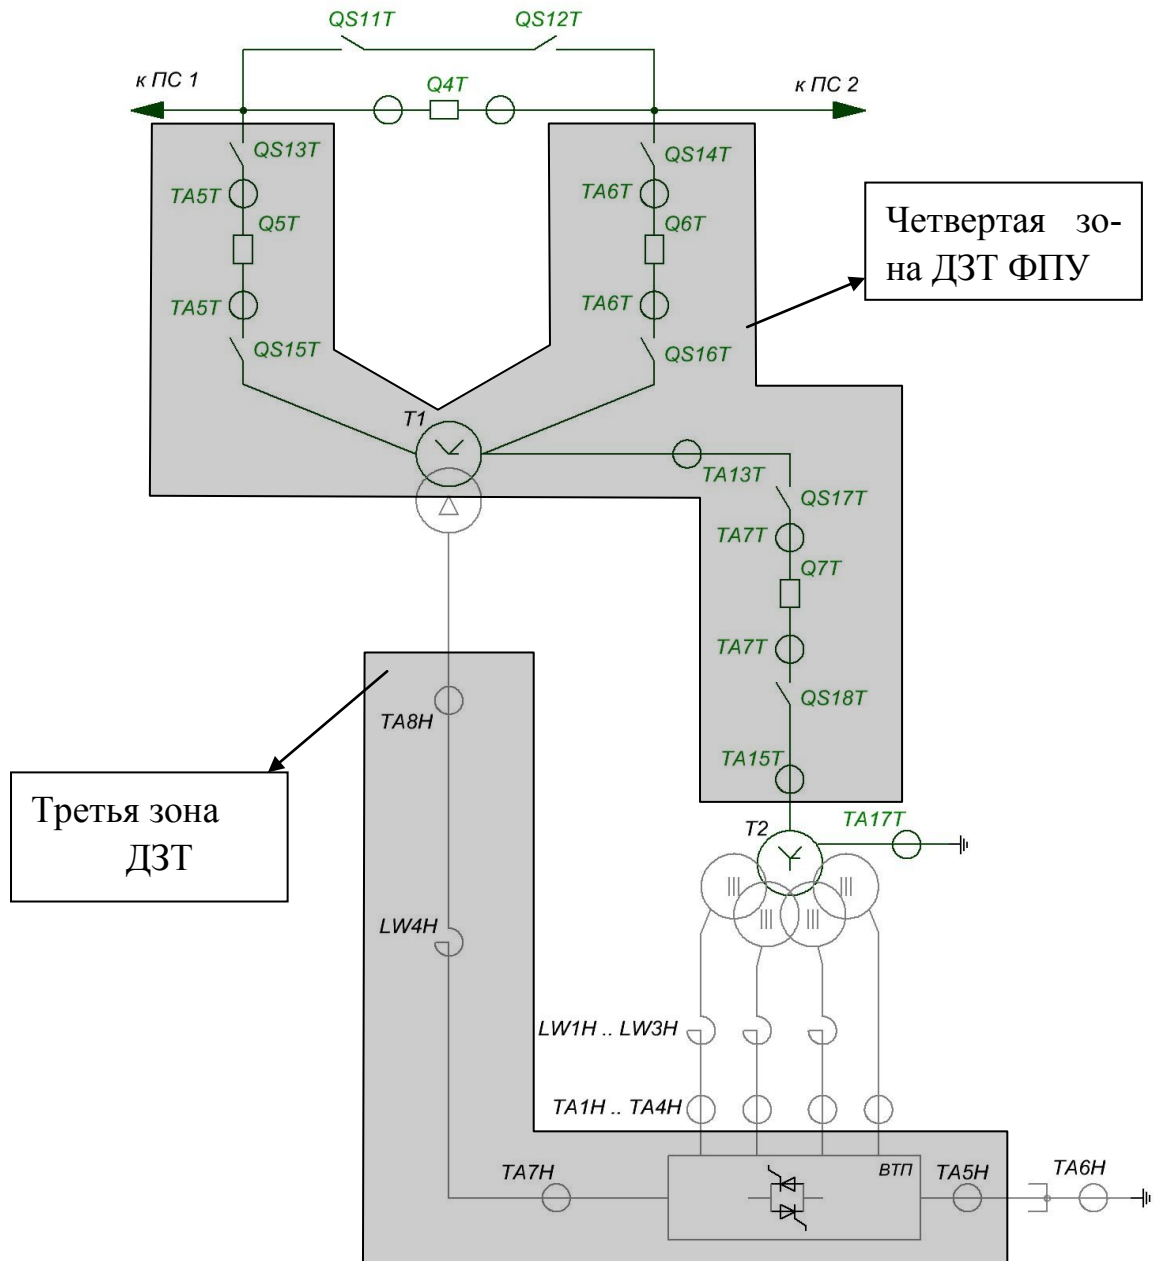 QS11T
QS12T
к ПС 1
Q4T
к ПС 2
QS13T
QS14T
TA5T
TA6T
Q5T
Q6T
Четвертая зо-
на ДЗТ ФПУ
TA5T
TA6T
QS15T
QS16T
T1
TA13T
QS17T
TA7T
Q7T
TA7T
QS18T
TA8H
TA15T
Третья зона
ДЗТ
T2
TA17T
LW4H
LW1H .. LW3H
TA1H .. TA4H
TA7H
ВТП
TA5H
TA6H